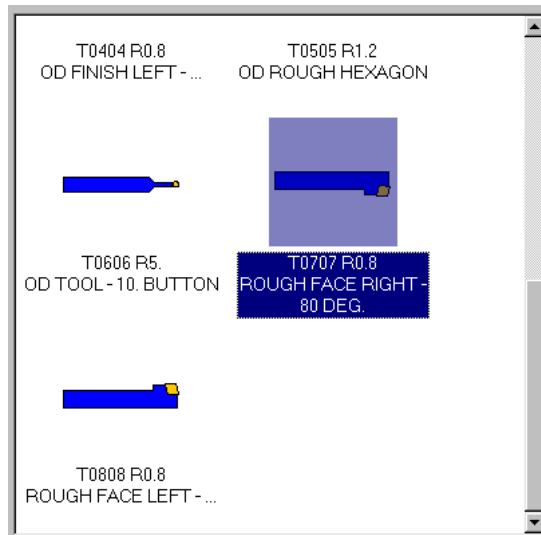 T0404 R0.8
OD FINISH LEFT - ...
T0505 R1.2
OD ROUGH HEXAGON
T0606 R5.
OD TOOL - 10. BUTTON
T0707 R0.8
ROUGH FACE RIGHT -
80 DEG.
T0808 R0.8
ROUGH FACE LEFT - ...